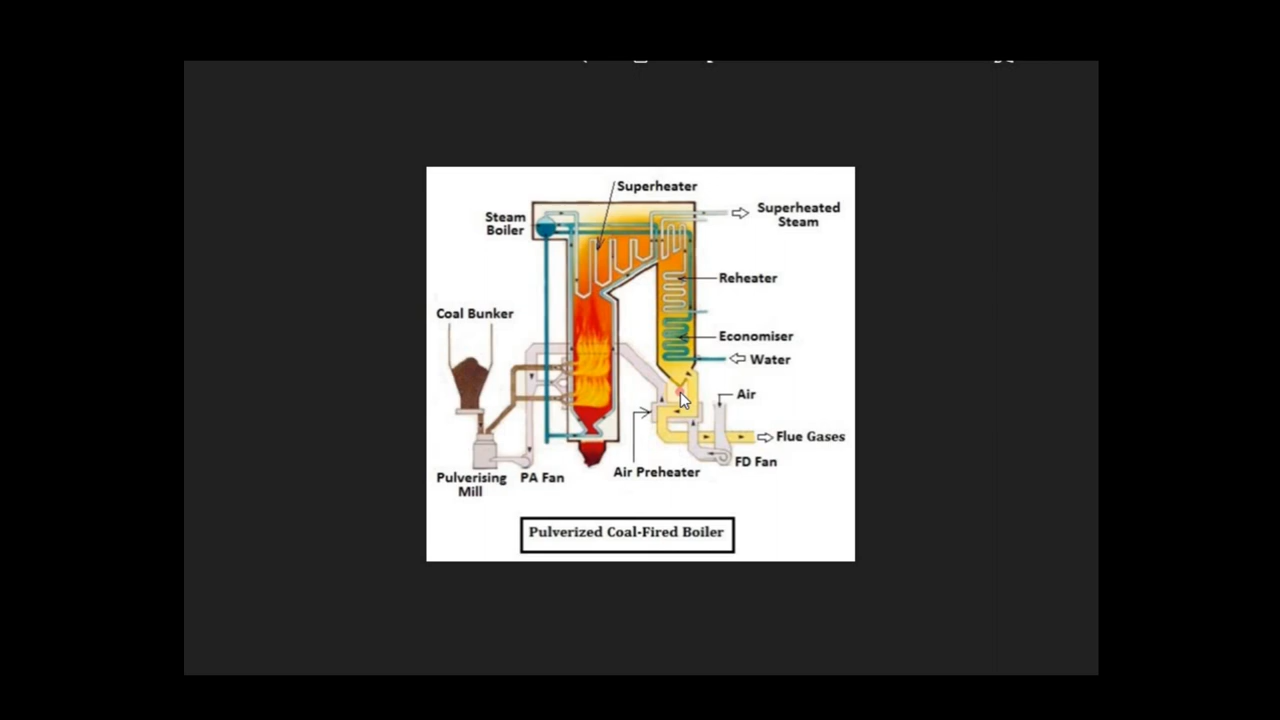 Superheater
Superheated
Steam
Steam
Boiler
Reheater
Coal Bunker
Economiser
Water
Air
Flue Gases
FD Fan
Air Preheater
Pulverising
Mill
PA Fan
Pulverized Coal-Fired Boiler